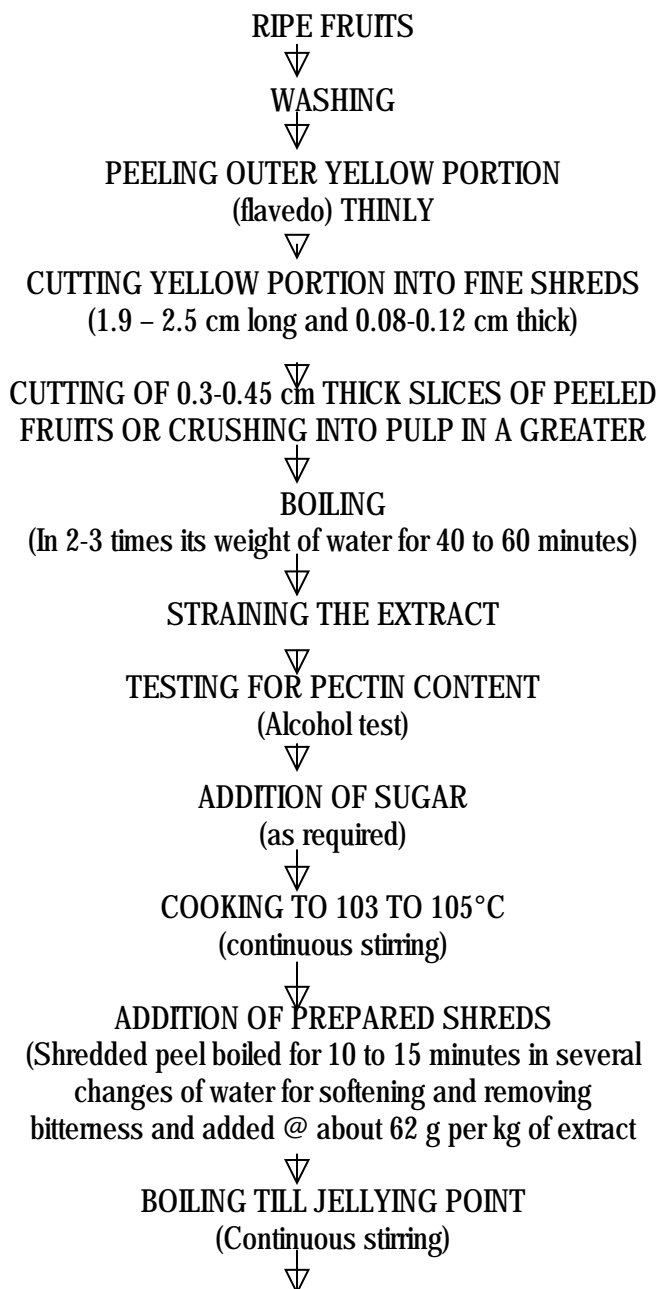 RIPE FRUITS
WASHING
PEELING OUTER YELLOW PORTION
(flavedo) THINLY
CUTTING YELLOW PORTION INTO FINE SHREDS
(1.9 – 2.5 cm long and 0.08-0.12 cm thick)
CUTTING OF 0.3-0.45 cm THICK SLICES OF PEELED
FRUITS OR CRUSHING INTO PULP IN A GREATER
BOILING
(In 2-3 times its weight of water for 40 to 60 minutes)
STRAINING THE EXTRACT
TESTING FOR PECTIN CONTENT
(Alcohol test)
ADDITION OF SUGAR
(as required)
COOKING TO 103 TO 105°C
(continuous stirring)
ADDITION OF PREPARED SHREDS
(Shredded peel boiled for 10 to 15 minutes in several
changes of water for softening and removing
bitterness and added @ about 62 g per kg of extract
BOILING TILL JELLYING POINT
(Continuous stirring)